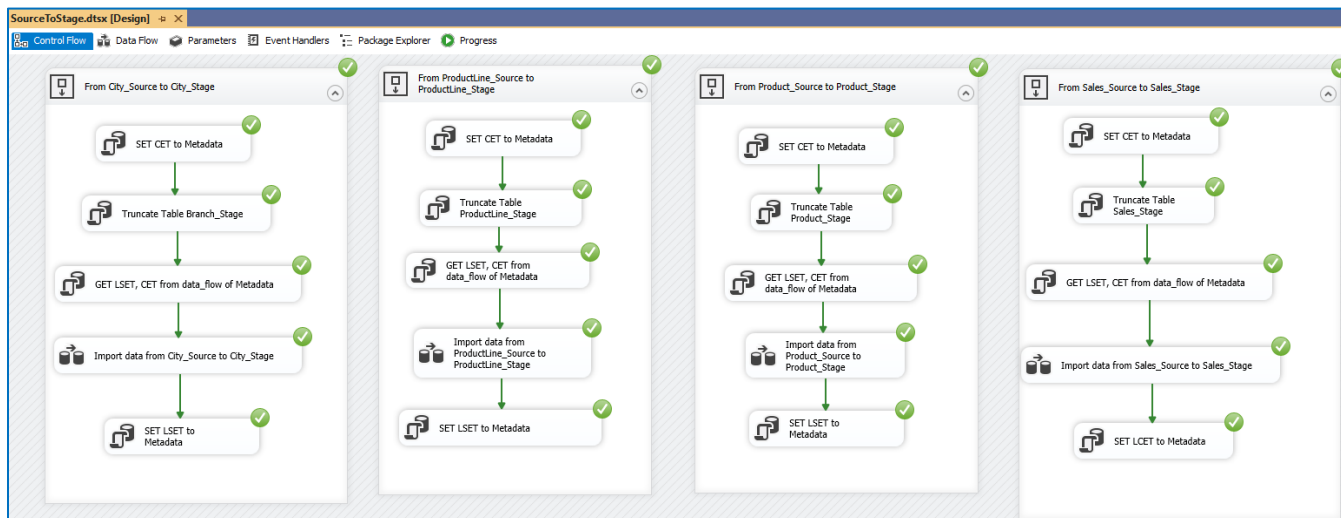 SourceToStage.dtsx [Design]
Control Flow Data Flow Parameters Event Handlers Package Explorer Progress
From City_Source to City_Stage
SET CET to Metadata
Truncate Table Branch_Stage
GET LSET, CET from data_flow of Metadata
Import data from City_Source to City_Stage
SET LSET to
Metadata
From ProductLine_Source to
ProductLine_Stage
SET CET to Metadata
Truncate Table
ProductLine_Stage
GET LSET, CET from
data_flow of Metadata
Import data from
ProductLine_Source to
ProductLine_Stage
SET LSET to Metadata
From Product_Source to Product_Stage
SET CET to Metadata
Truncate Table
Product_Stage
GET LSET, CET from
data_flow of Metadata
Import data from
Product_Source to
Product_Stage
SET LSET to
Metadata
From Sales_Source to Sales_Stage
SET CET to Metadata
Truncate Table
Sales_Stage
GET LSET, CET from data_flow of Metadata
Import data from Sales_Source to Sales_Stage
SET LCET to Metadata